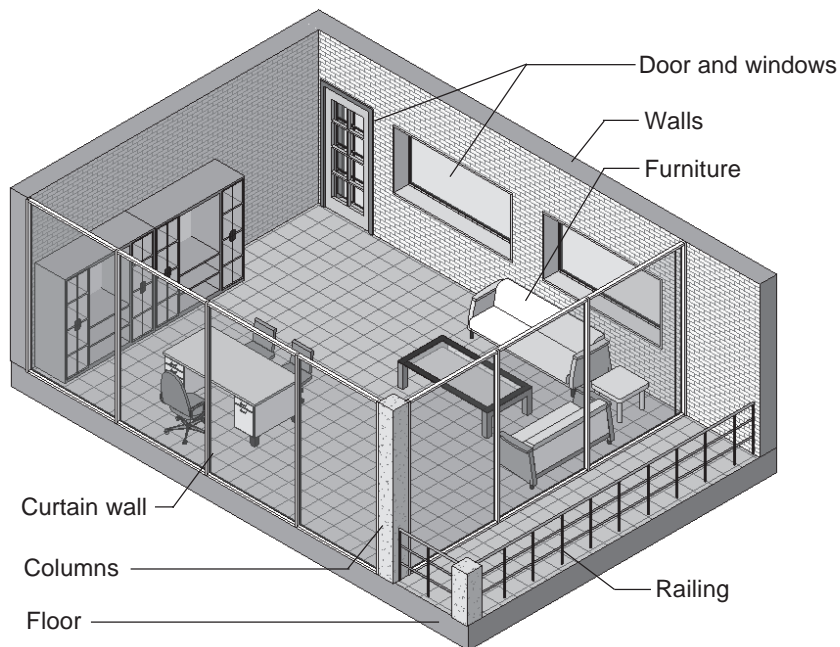 Door and windows
Walls
Furniture
Curtain wall
Columns
Railing
Floor